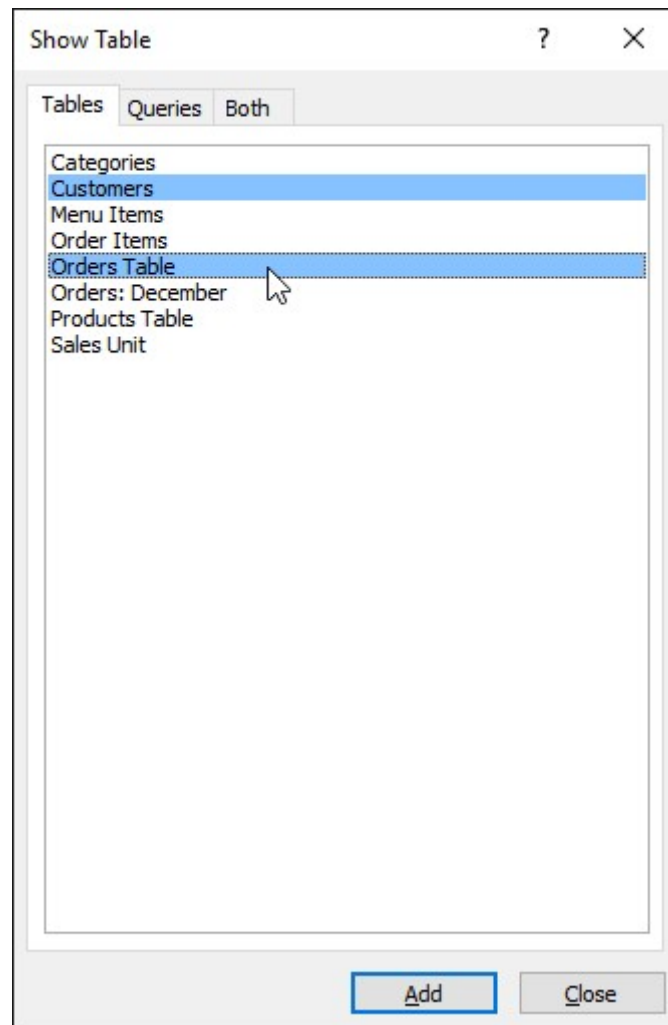 Show Table ?
Tables Queries Both
Categories
Customers
Menu Items
Order Items
Orders Table
Orders: December
Products Table
Sales Unit
Add Close